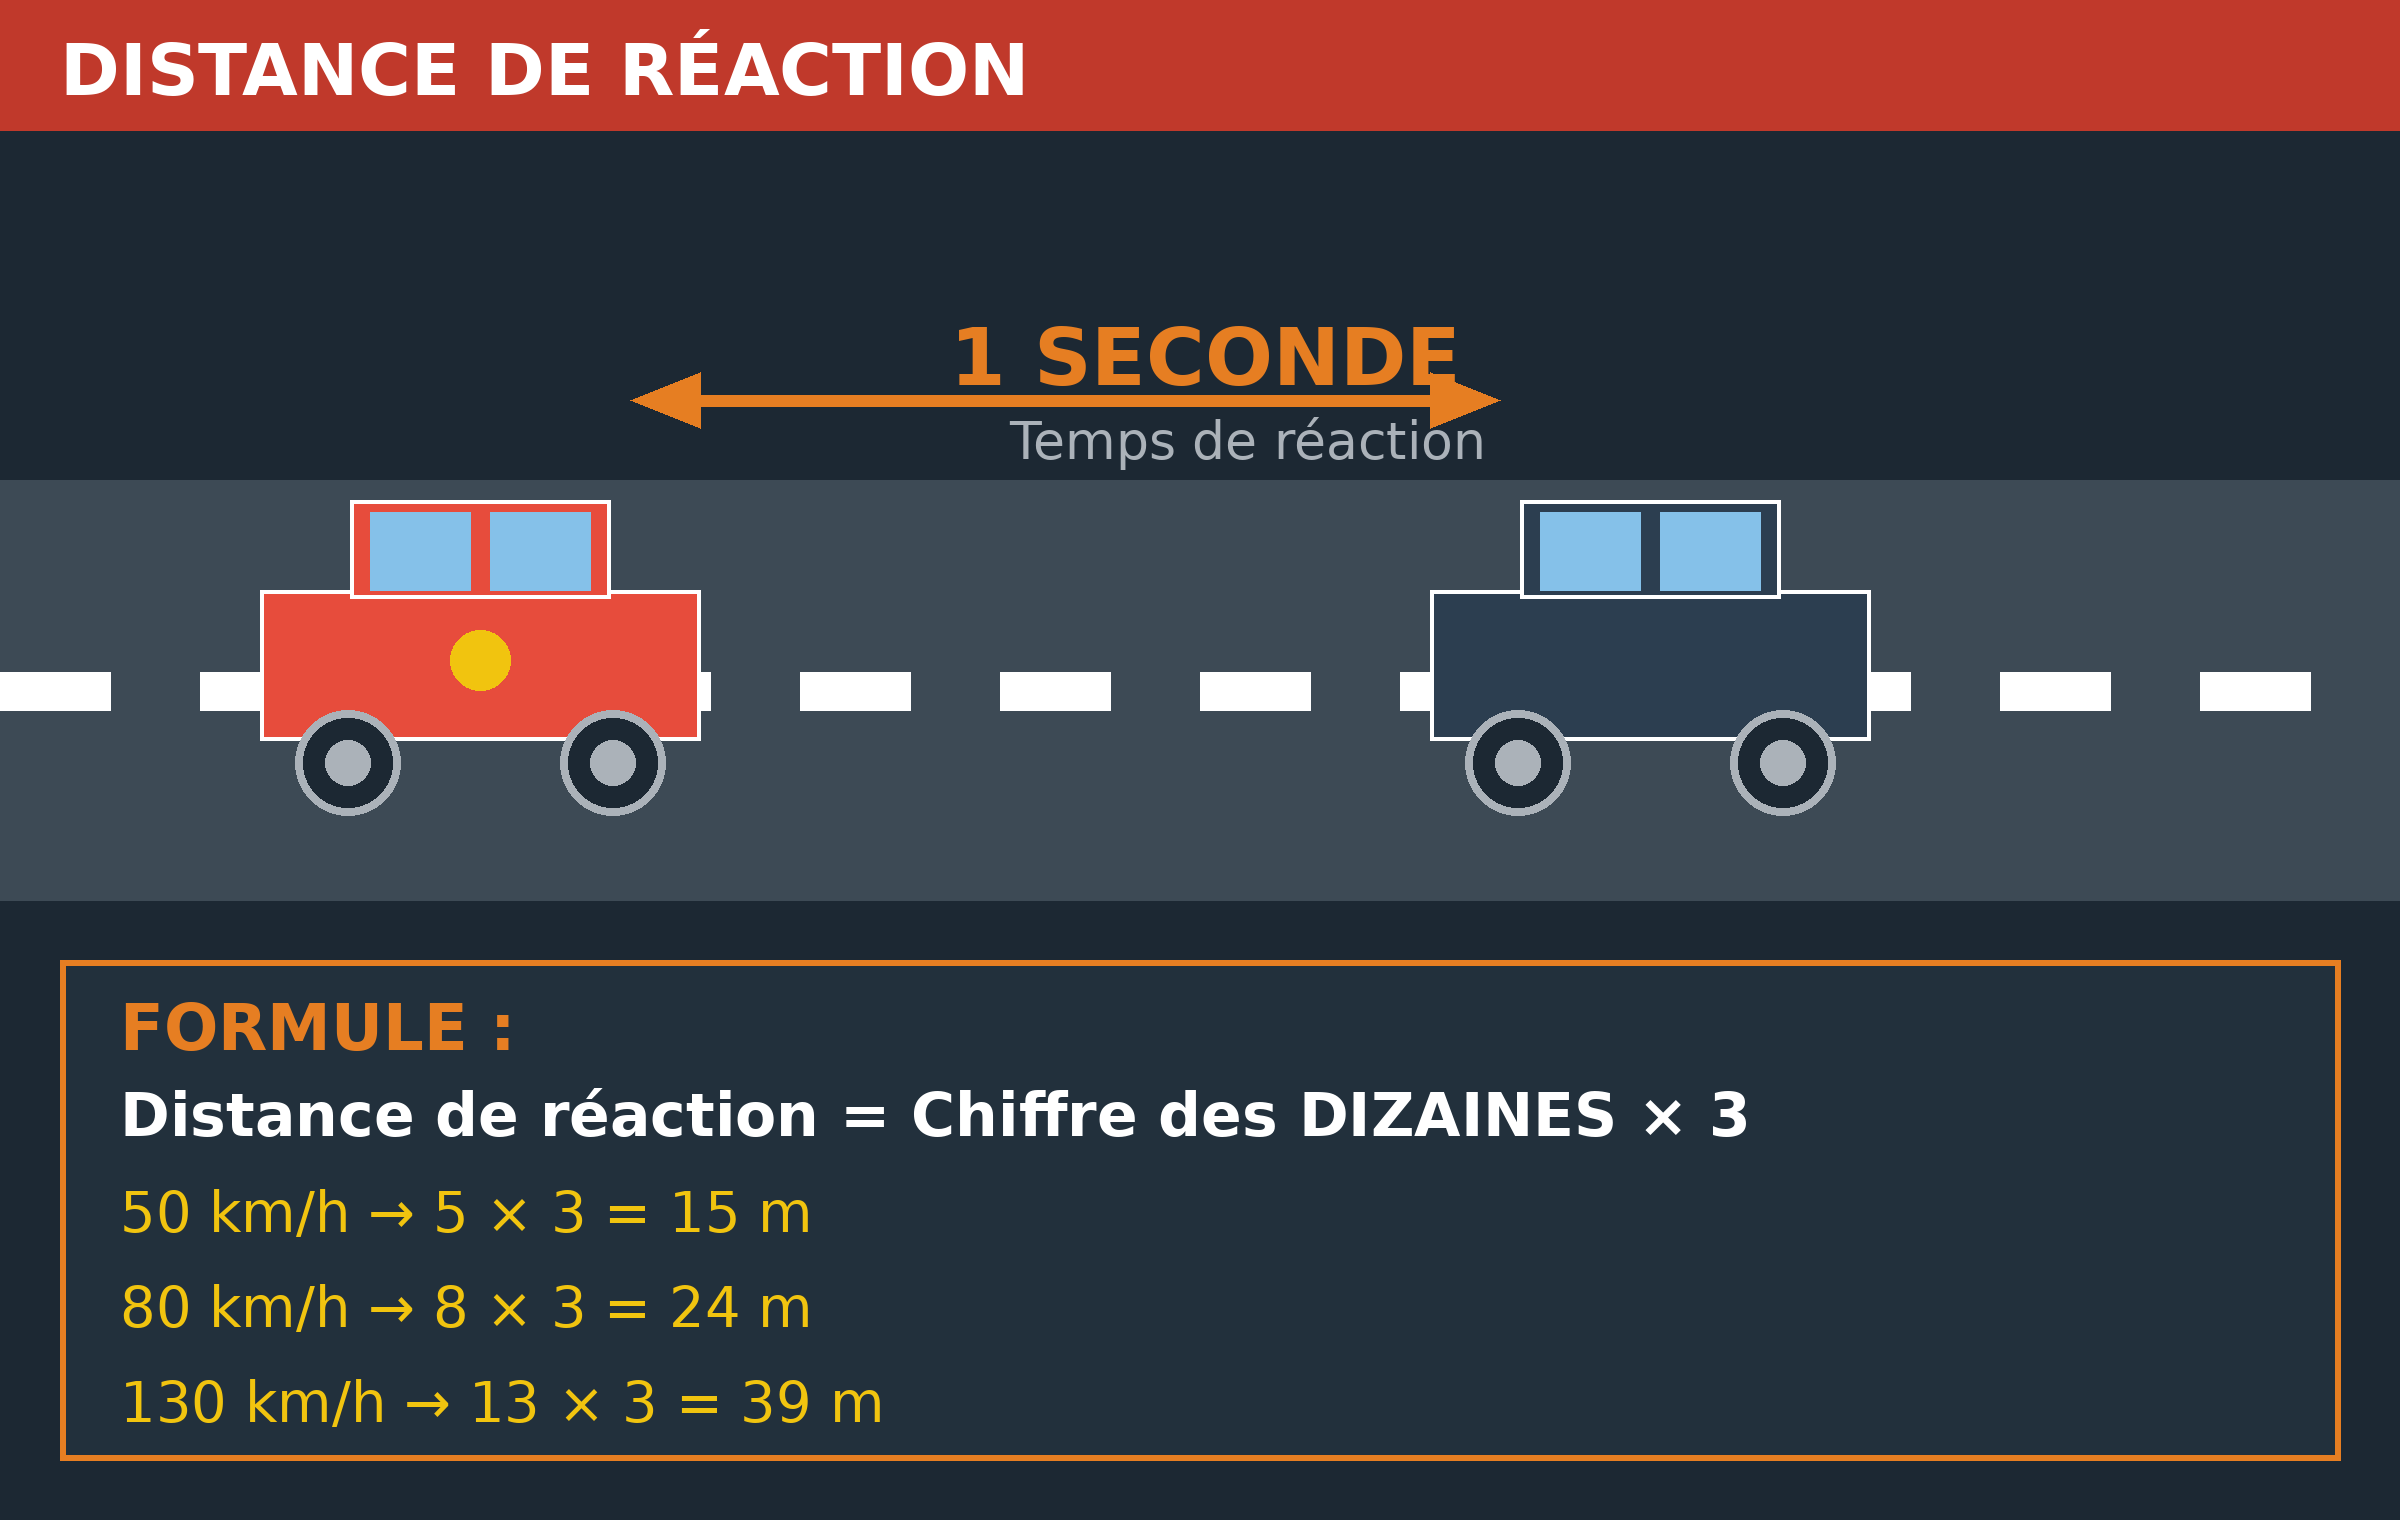 DISTANCE DE RÉACTION
1 SECONDE
Temps de réaction
FORMULE :
Distance de réaction = Chiffre des DIZAINES × 3
50 km/h → 5 × 3 = 15 m
80 km/h → 8 × 3 = 24 m
130 km/h → 13 × 3 = 39 m